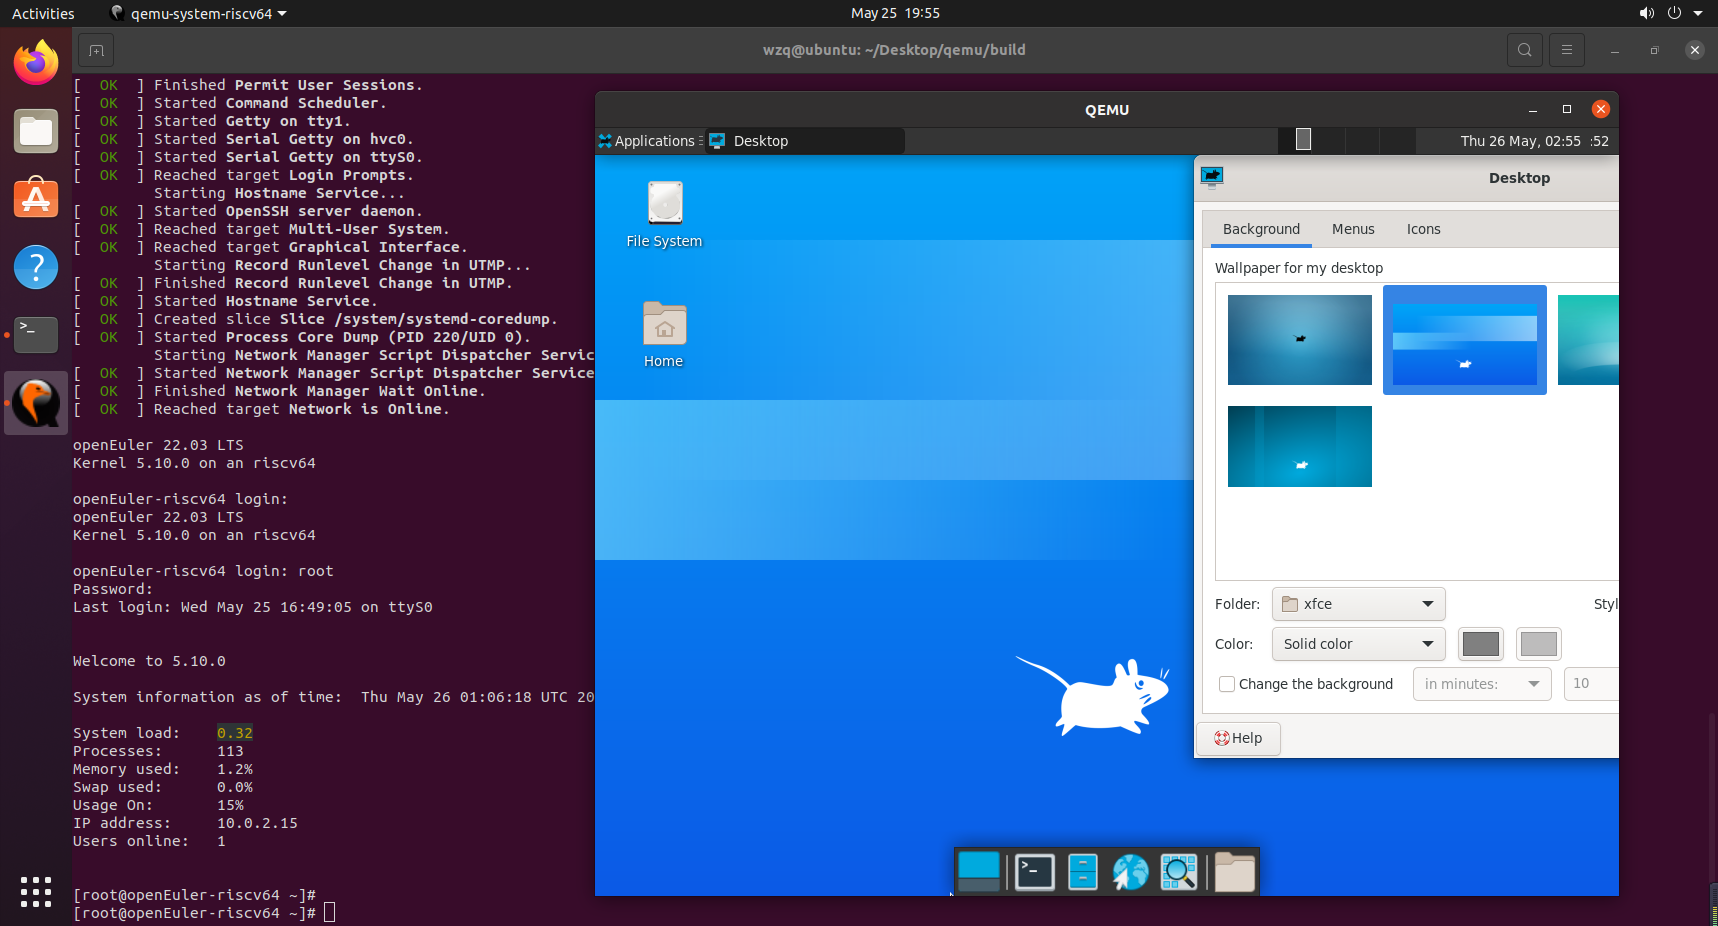 Activities
qemu-system-riscv64
May 25 19:55
wzq@ubuntu: ~/Desktop/qemu/build
[  OK  ] Finished Permit User Sessions.
[  OK  ] Started Command Scheduler.
[  OK  ] Started Getty on tty1.
[  OK  ] Started Serial Getty on hvc0.
[  OK  ] Started Serial Getty on ttyS0.
[  OK  ] Reached target Login Prompts.
Starting Hostname Service...
[  OK  ] Started OpenSSH server daemon.
[  OK  ] Reached target Multi-User System.
[  OK  ] Reached target Graphical Interface.
Starting Record Runlevel Change in UTMP...
[  OK  ] Finished Record Runlevel Change in UTMP.
[  OK  ] Started Hostname Service.
[  OK  ] Created slice Slice /system/systemd-coredump.
[  OK  ] Started Process Core Dump (PID 220/UID 0).
Starting Network Manager Script Dispatcher Servic
[  OK  ] Started Network Manager Script Dispatcher Service
[  OK  ] Finished Network Manager Wait Online.
[  OK  ] Reached target Network is Online.
openEuler 22.03 LTS
Kernel 5.10.0 on an riscv64
openEuler-riscv64 login:
openEuler 22.03 LTS
Kernel 5.10.0 on an riscv64
openEuler-riscv64 login: root
Password:
Last login: Wed May 25 16:49:05 on ttyS0
Welcome to 5.10.0
System information as of time:  Thu May 26 01:06:18 UTC 20
System load:    0.32
Processes:      113
Memory used:    1.2%
Swap used:      0.0%
Usage On:       15%
IP address:     10.0.2.15
Users online:   1
[root@openEuler-riscv64 ~]#
[root@openEuler-riscv64 ~]#
QEMU
Applications
Desktop
Thu 26 May, 02:55 :52
File System
Home
Desktop
Background
Menus
Icons
Wallpaper for my desktop
Folder:
xfce
Styl
Color:
Solid color
Change the background
in minutes:
10
Help